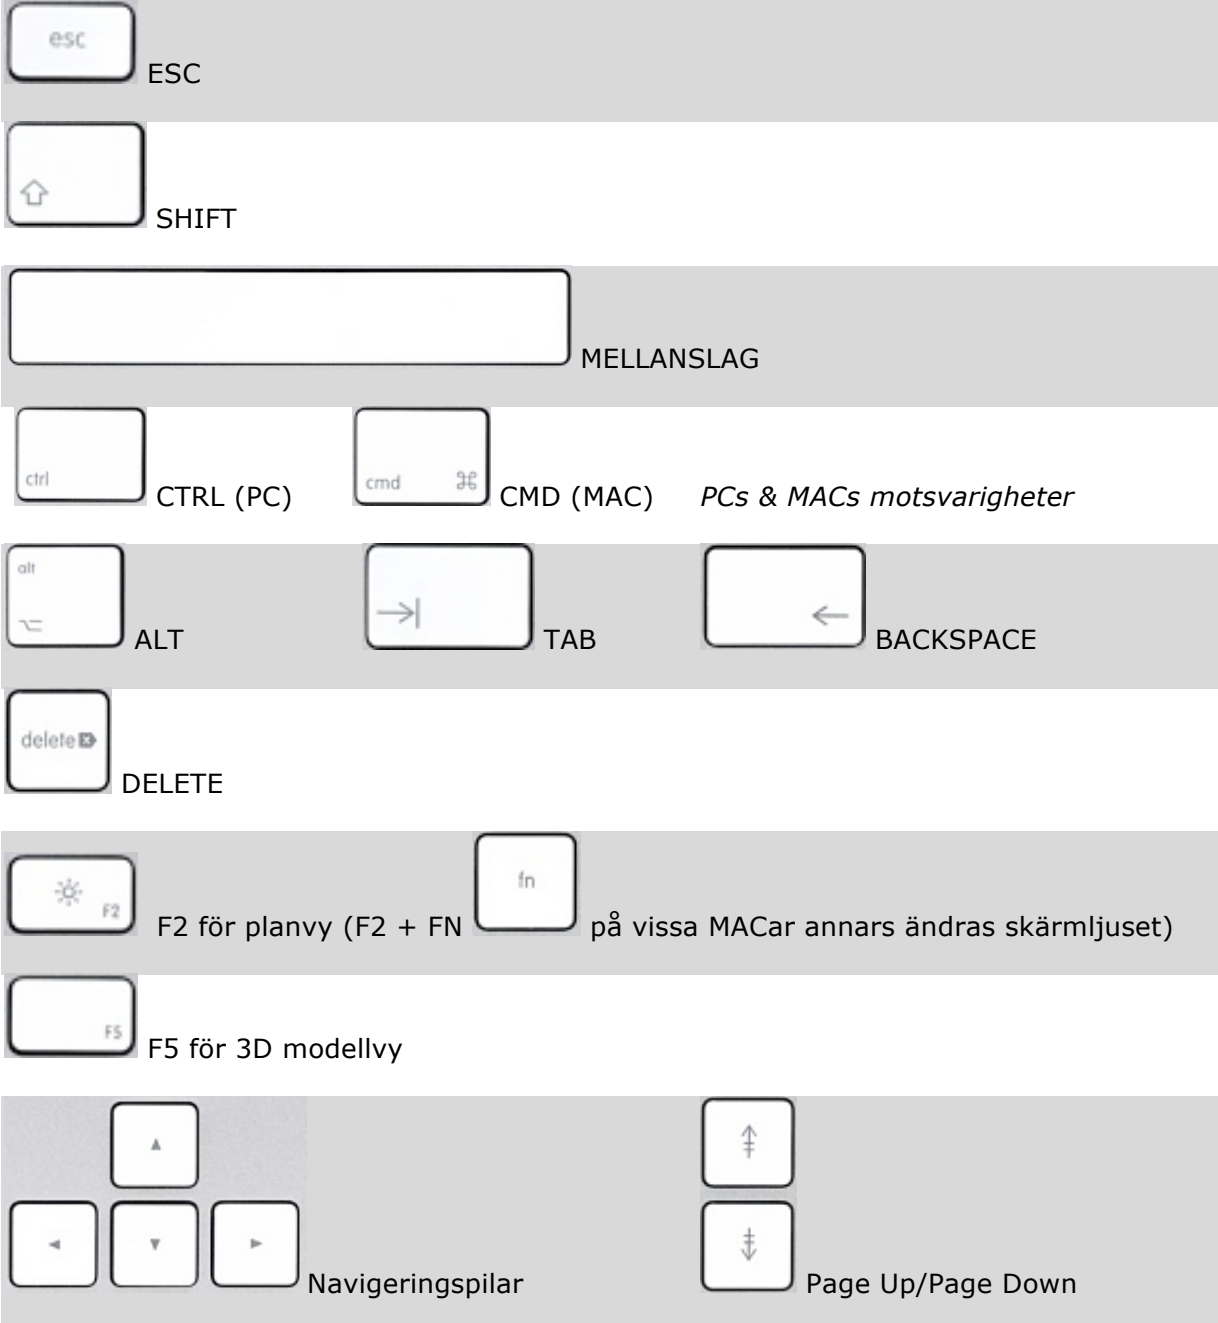 esc ESC
SHIFT
MELLANSLAG
ctrl CTRL (PC) cmd ⌘ CMD (MAC) PCs & MACs motsvarigheter
alt ⌥ ALT TAB BACKSPACE
delete DELETE
F2 F2 för planvy (F2 + FN fn på vissa MACar annars ändras skärmljuset)
F5 F5 för 3D modellvy
Navigeringspilar Page Up/Page Down